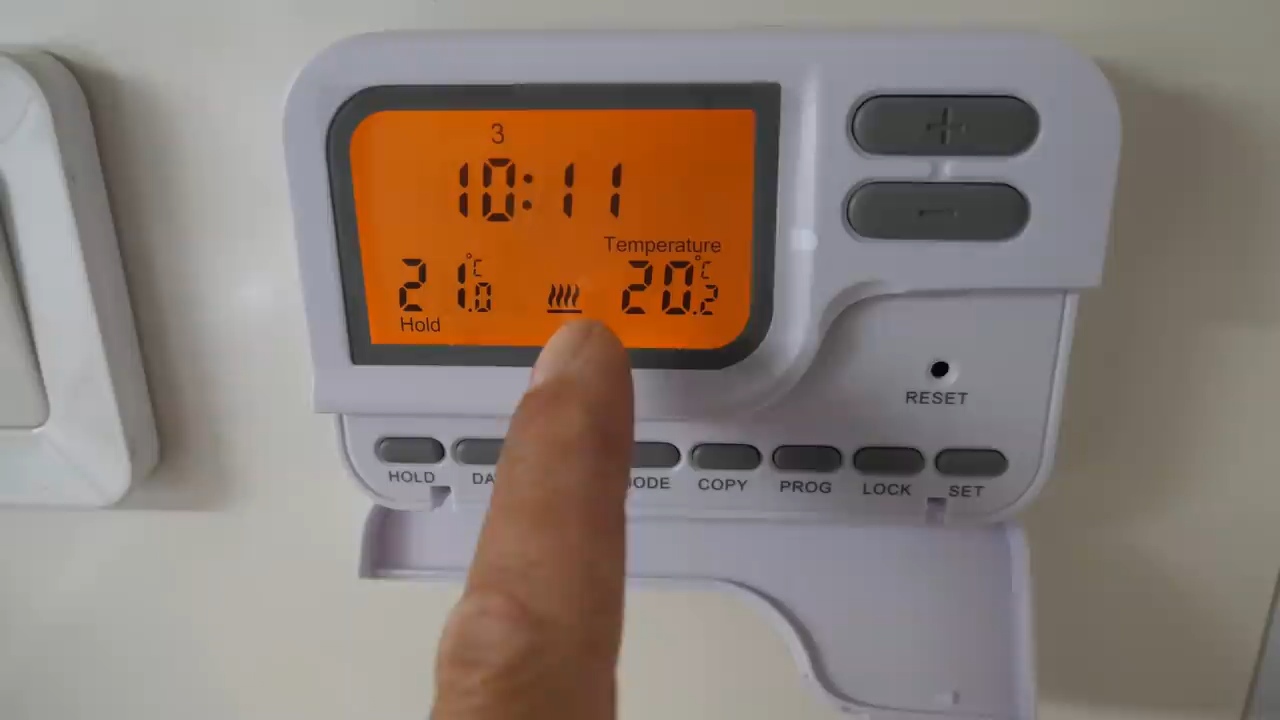 3
10:11
Temperature
21.0°C
20.2°C
Hold
RESET
HOLD
COPY
PROG
LOCK
SET